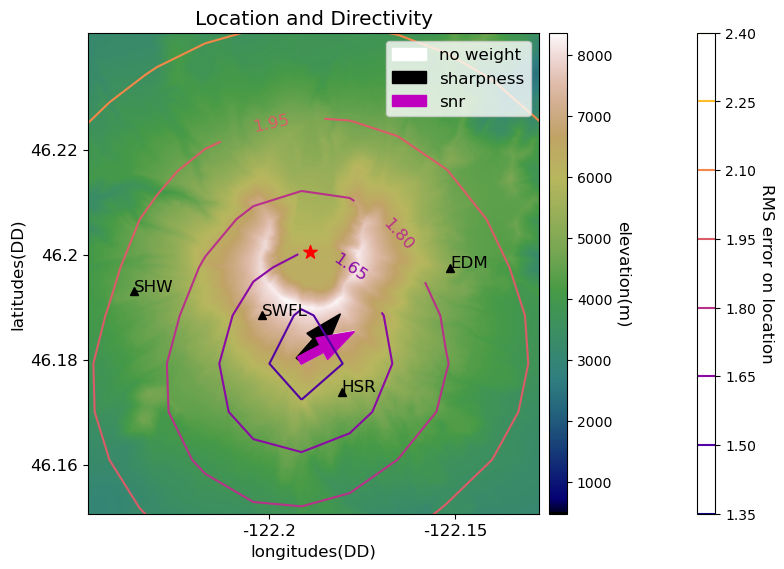 Location and Directivity
no weight
sharpness
snr
1.95
1.80
1.65
SHW
SWFL
EDM
HSR
46.22
46.2
46.18
46.16
latitudes(DD)
-122.2
-122.15
longitudes(DD)
8000
7000
6000
5000
4000
3000
2000
1000
elevation(m)
2.40
2.25
2.10
1.95
1.80
1.65
1.50
1.35
RMS error on location